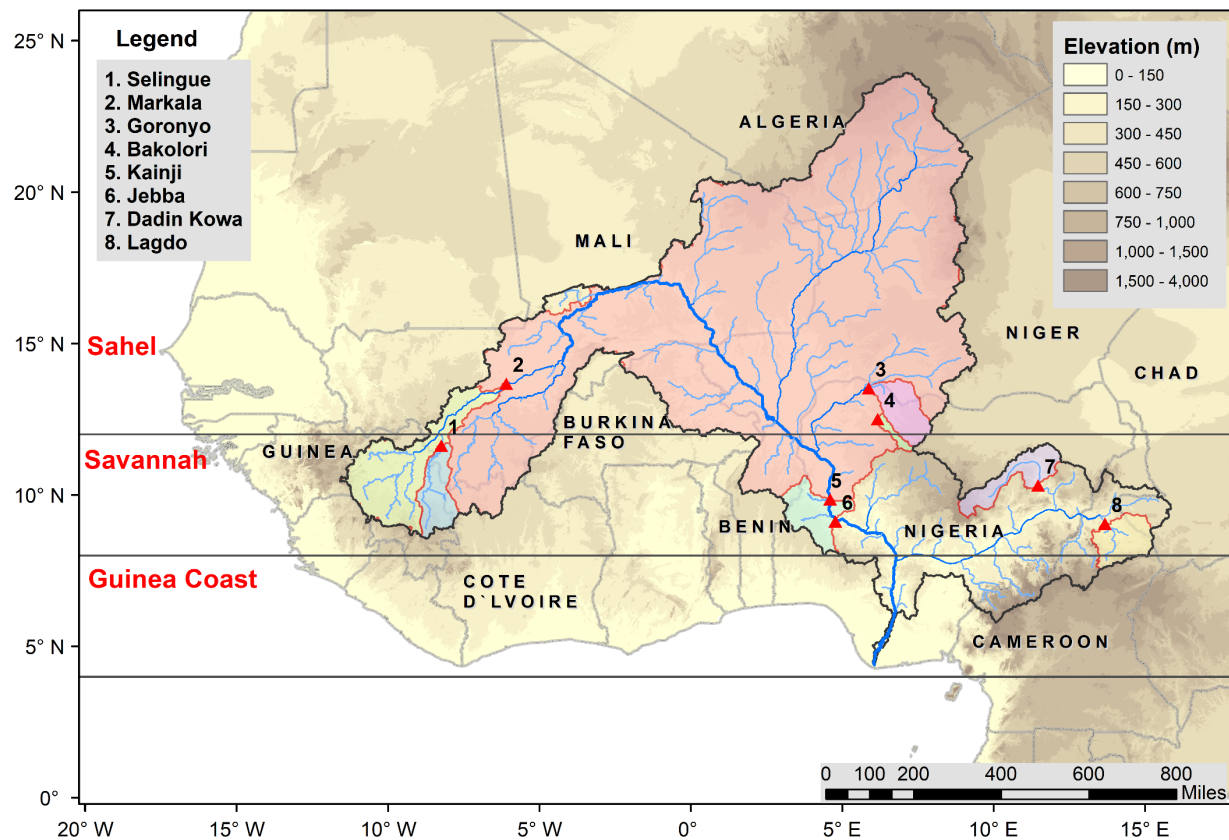 Legend
1. Selingue
2. Markala
3. Goronyo
4. Bakolori
5. Kainji
6. Jebba
7. Dadin Kowa
8. Lagdo
Elevation (m)
0 - 150
150 - 300
300 - 450
450 - 600
600 - 750
750 - 1,000
1,000 - 1,500
1,500 - 4,000
25° N
20° N
15° N
10° N
5° N
0°
ALGERIA
MALI
NIGER
CHAD
Sahel
2
3
4
1
BURKINA
FASO
GUINEA
Savannah
5
6
7
8
BENIN
NIGERIA
Guinea Coast
COTE
D`LVOIRE
CAMEROON
0 100 200 400 600 800
Miles
20° W 15° W 10° W 5° W 0° 5° E 10° E 15° E